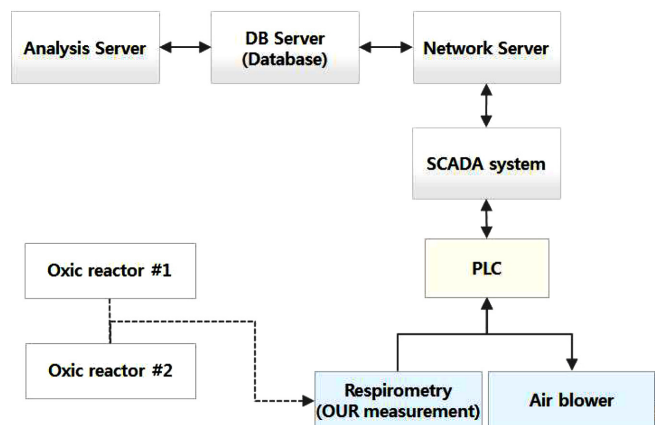 Analysis Server
DB Server
(Database)
Network Server
SCADA system
PLC
Oxic reactor #1
Oxic reactor #2
Respirometry
(OUR measurement)
Air blower